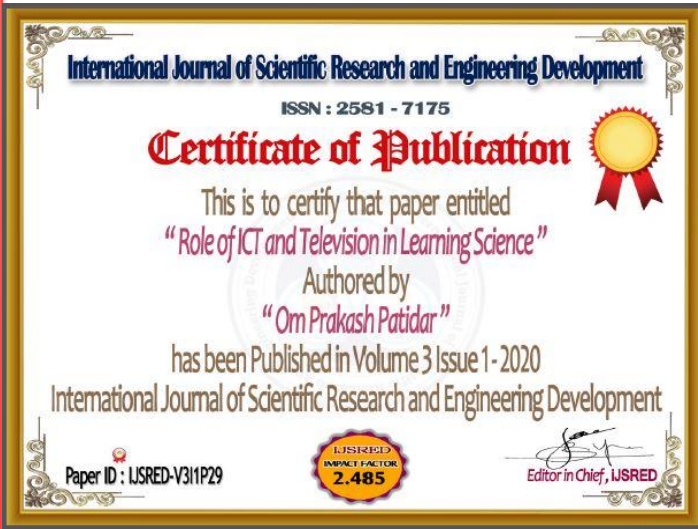 International Journal of Scientific Research and Engineering Development
ISSN : 2581 - 7175
Certificate of Publication
This is to certify that paper entitled
“ Role of ICT and Television in Learning Science ”
Authored by
“ Om Prakash Patidar ”
has been Published in Volume 3 Issue 1 - 2020
International Journal of Scientific Research and Engineering Development
Paper ID : IJSRED-V3I1P29
IJSRED
IMPACT FACTOR
2.485
Editor in Chief , IJSRED